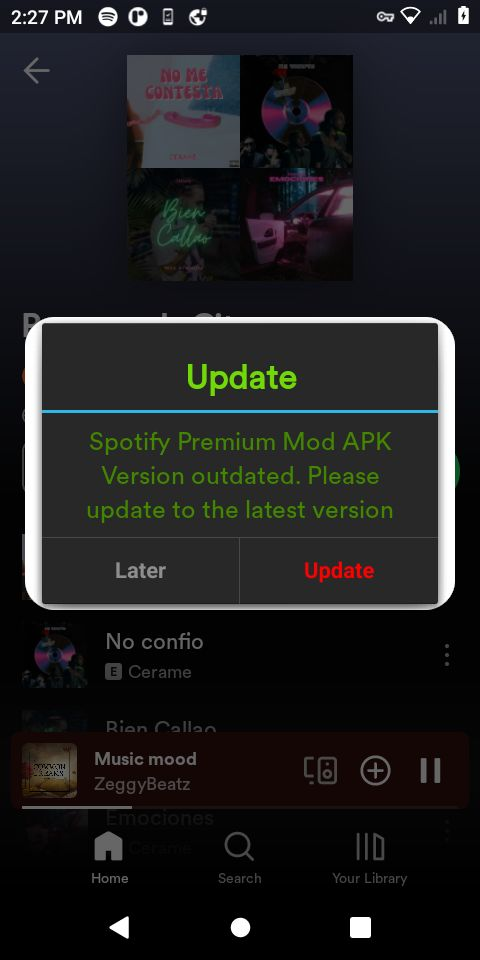 2:27 PM
NO ME
CONTESTA
CERAME
EMOCIONES
Bien
Callao
Update
Spotify Premium Mod APK
Version outdated. Please
update to the latest version
Later
Update
No confio
E Cerame
Bien Callao
Music mood
ZeggyBeatz
Emociones
Cerame
Home
Search
Your Library